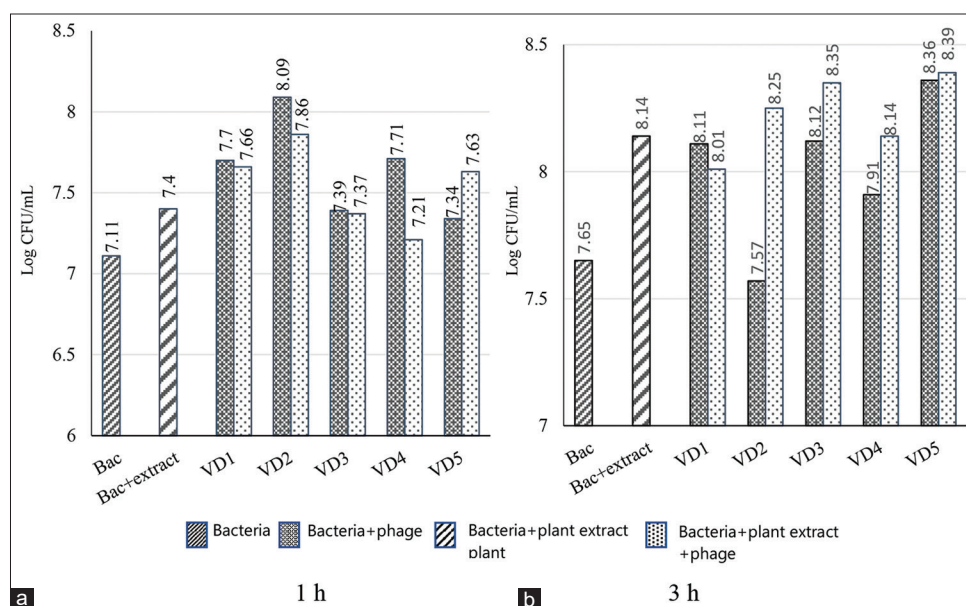 8.5
8
7.5
7
6.5
6
Log CFU/mL
7.11
7.4
7.7
7.66
8.09
7.86
7.39
7.37
7.71
7.21
7.34
7.63
Bac
Bac+extract
VD1
VD2
VD3
VD4
VD5
8.5
8
7.5
7
Log CFU/mL
7.65
8.14
8.11
8.01
7.57
8.25
8.12
8.35
7.91
8.14
8.36
8.39
Bac
Bac+extract
VD1
VD2
VD3
VD4
VD5
Bacteria
Bacteria+phage
Bacteria+plant extract
plant
Bacteria+plant extract
+phage
a
1 h
b
3 h